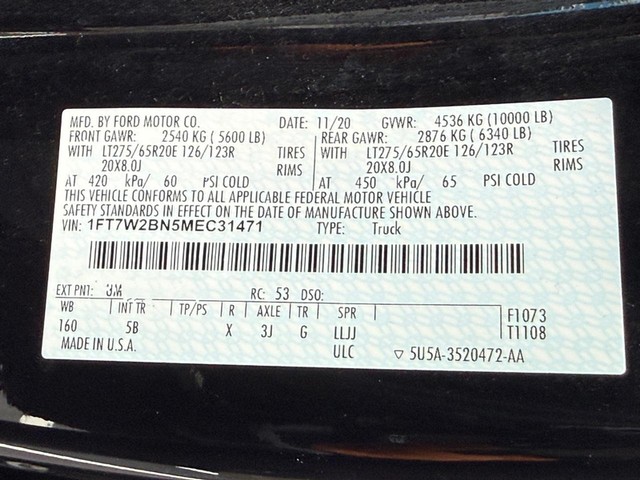 MFD. BY FORD MOTOR CO. DATE: 11/20 GVWR: 4536 KG (10000 LB)
FRONT GAWR: 2540 KG ( 5600 LB) REAR GAWR: 2876 KG ( 6340 LB)
WITH LT275/65R20E 126/123R TIRES WITH LT275/65R20E 126/123R TIRES
20X8.0J RIMS 20X8.0J RIMS
AT 420 kPa/ 60 PSI COLD AT 450 kPa/ 65 PSI COLD
THIS VEHICLE CONFORMS TO ALL APPLICABLE FEDERAL MOTOR VEHICLE
SAFETY STANDARDS IN EFFECT ON THE DATE OF MANUFACTURE SHOWN ABOVE.
VIN: 1FT7W2BN5MEC31471 TYPE: Truck
EXT PNT: UM RC: 53 DSO:
WB INT TR TP/PS R AXLE TR SPR F1073
160 5B X 3J G LLJJ T1108
MADE IN U.S.A. ULC ▽ 5U5A-3520472-AA